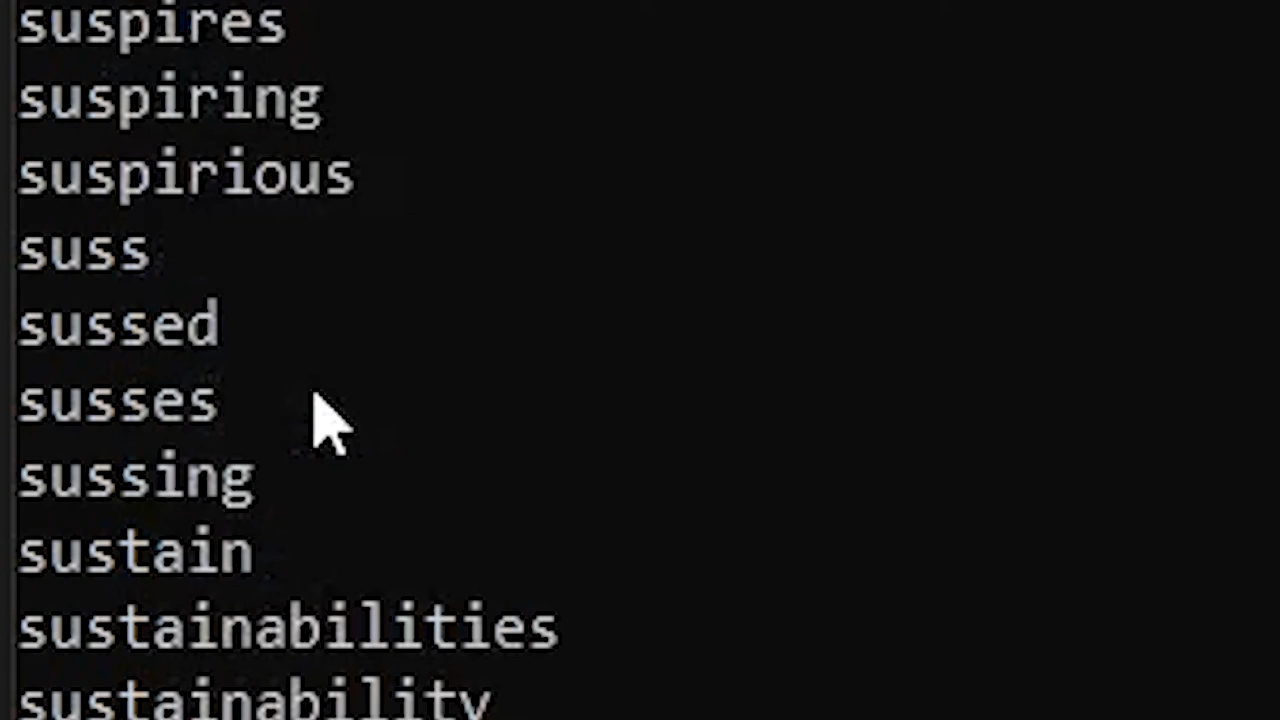 suspires
suspiring
suspirious
suss
sussed
susses
sussing
sustain
sustainabilities
sustainability